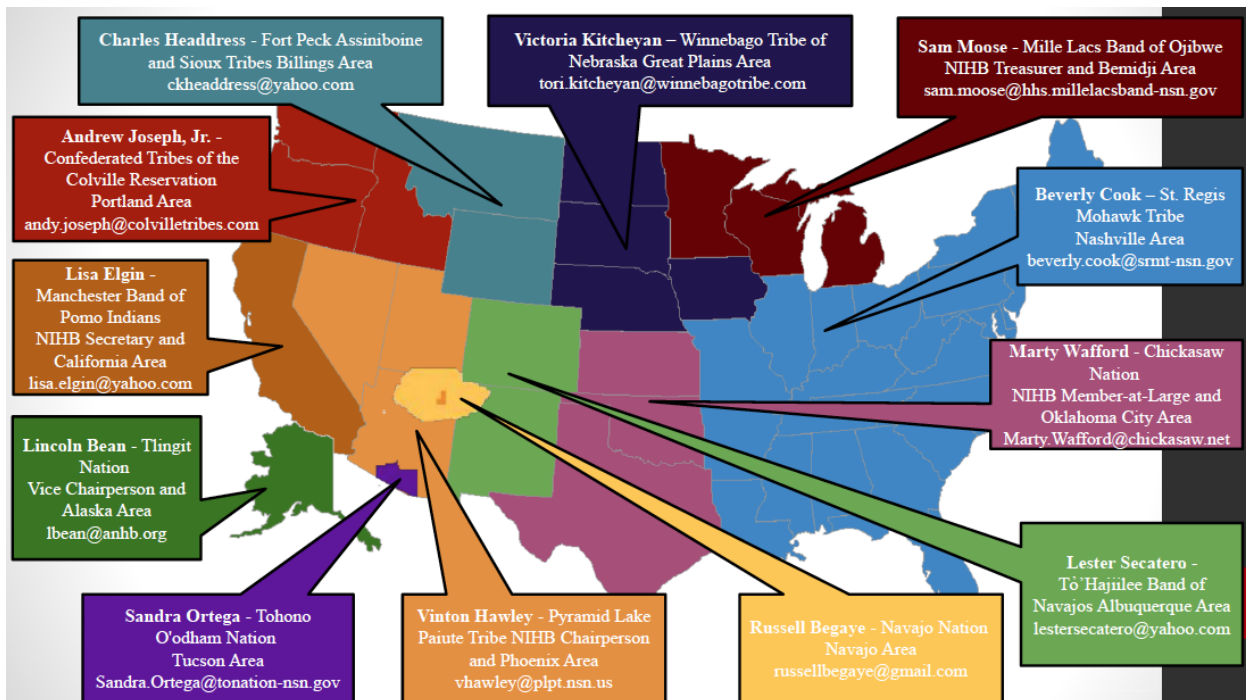 Charles Headdress - Fort Peck Assiniboine
and Sioux Tribes Billings Area
ckheaddress@yahoo.com
Victoria Kitcheyan – Winnebago Tribe of
Nebraska Great Plains Area
tori.kitcheyan@winnebagotribe.com
Sam Moose - Mille Lacs Band of Ojibwe
NIHB Treasurer and Bemidji Area
sam.moose@hhs.millelacsband-nsn.gov
Andrew Joseph, Jr. -
Confederated Tribes of the
Colville Reservation
Portland Area
andy.joseph@colvilletribes.com
Beverly Cook – St. Regis
Mohawk Tribe
Nashville Area
beverly.cook@srmt-nsn.gov
Lisa Elgin -
Manchester Band of
Pomo Indians
NIHB Secretary and
California Area
lisa.elgin@yahoo.com
Marty Wafford - Chickasaw
Nation
NIHB Member-at-Large and
Oklahoma City Area
Marty.Wafford@chickasaw.net
Lincoln Bean - Tlingit
Nation
Vice Chairperson and
Alaska Area
lbean@anhb.org
Lester Secatero -
Tò’Hajiilee Band of
Navajos Albuquerque Area
lestersecatero@yahoo.com
Sandra Ortega - Tohono
O'odham Nation
Tucson Area
Sandra.Ortega@tonation-nsn.gov
Vinton Hawley - Pyramid Lake
Paiute Tribe NIHB Chairperson
and Phoenix Area
vhawley@plpt.nsn.us
Russell Begaye - Navajo Nation
Navajo Area
russellbegaye@gmail.com